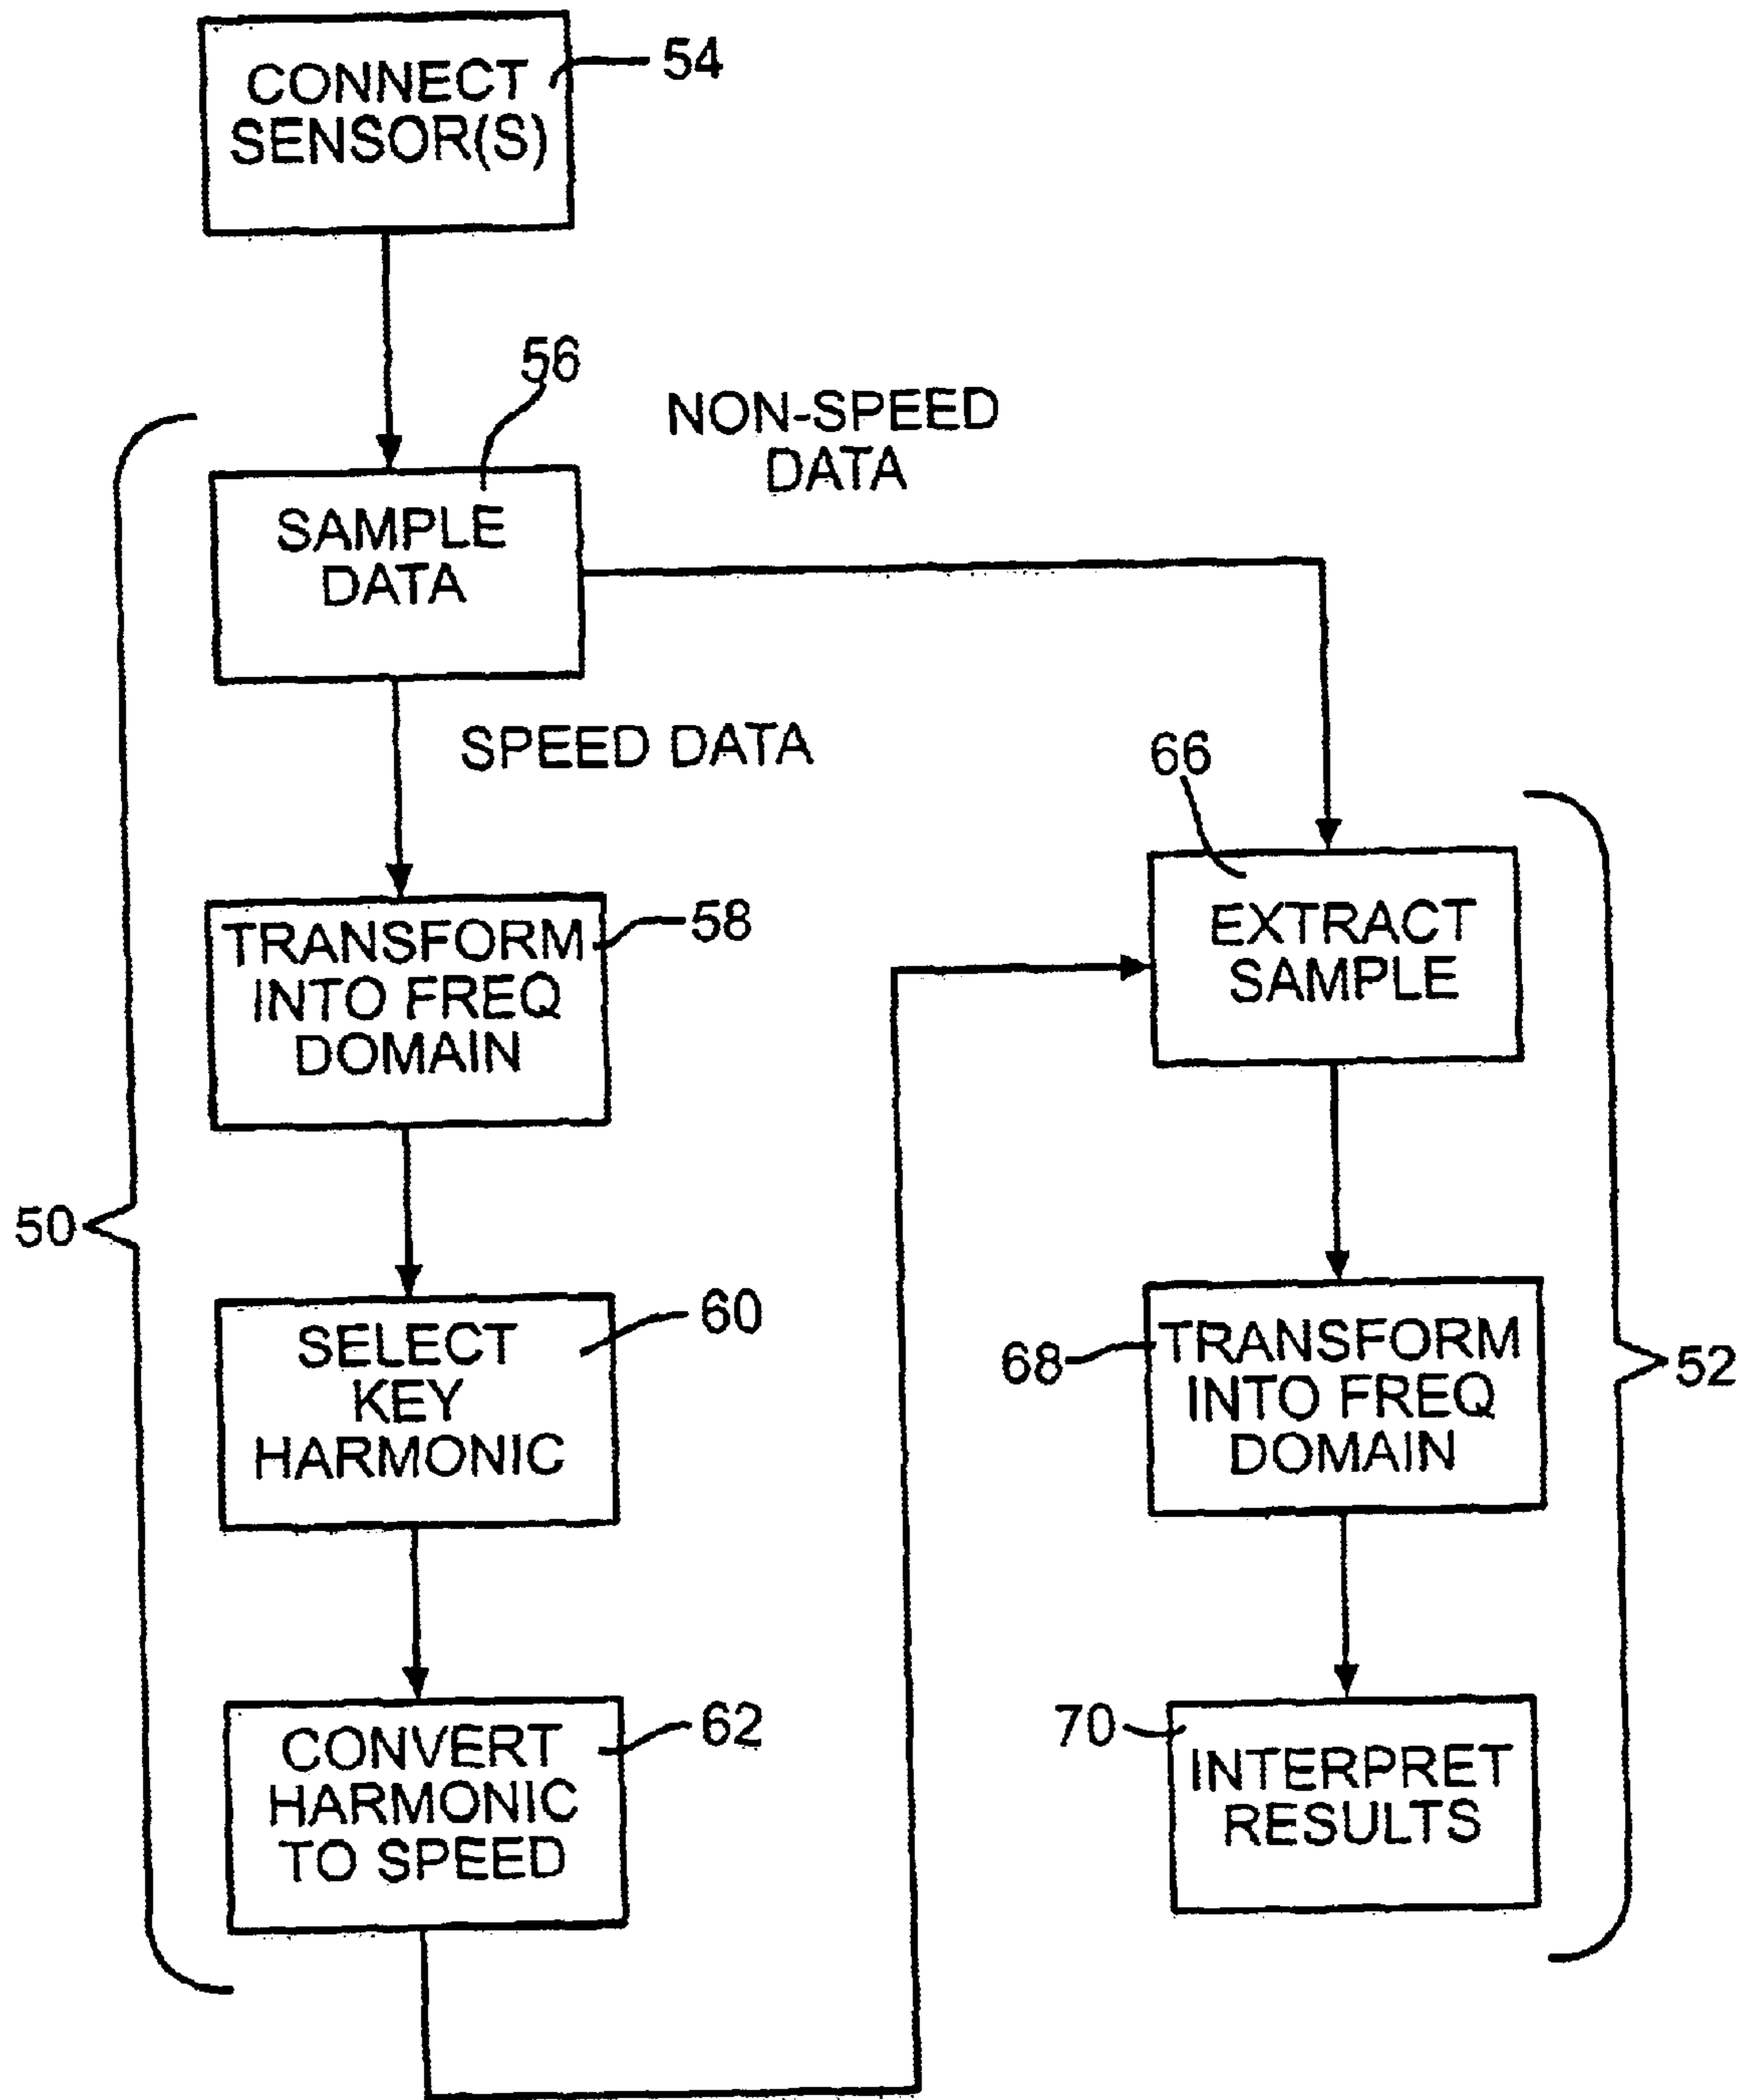 CONNECT
SENSOR(S)
54
56
NON-SPEED
DATA
SAMPLE
DATA
SPEED DATA
66
TRANSFORM
INTO FREQ
DOMAIN
58
EXTRACT
SAMPLE
50
SELECT
KEY
HARMONIC
60
68
TRANSFORM
INTO FREQ
DOMAIN
52
CONVERT
HARMONIC
TO SPEED
62
70
INTERPRET
RESULTS